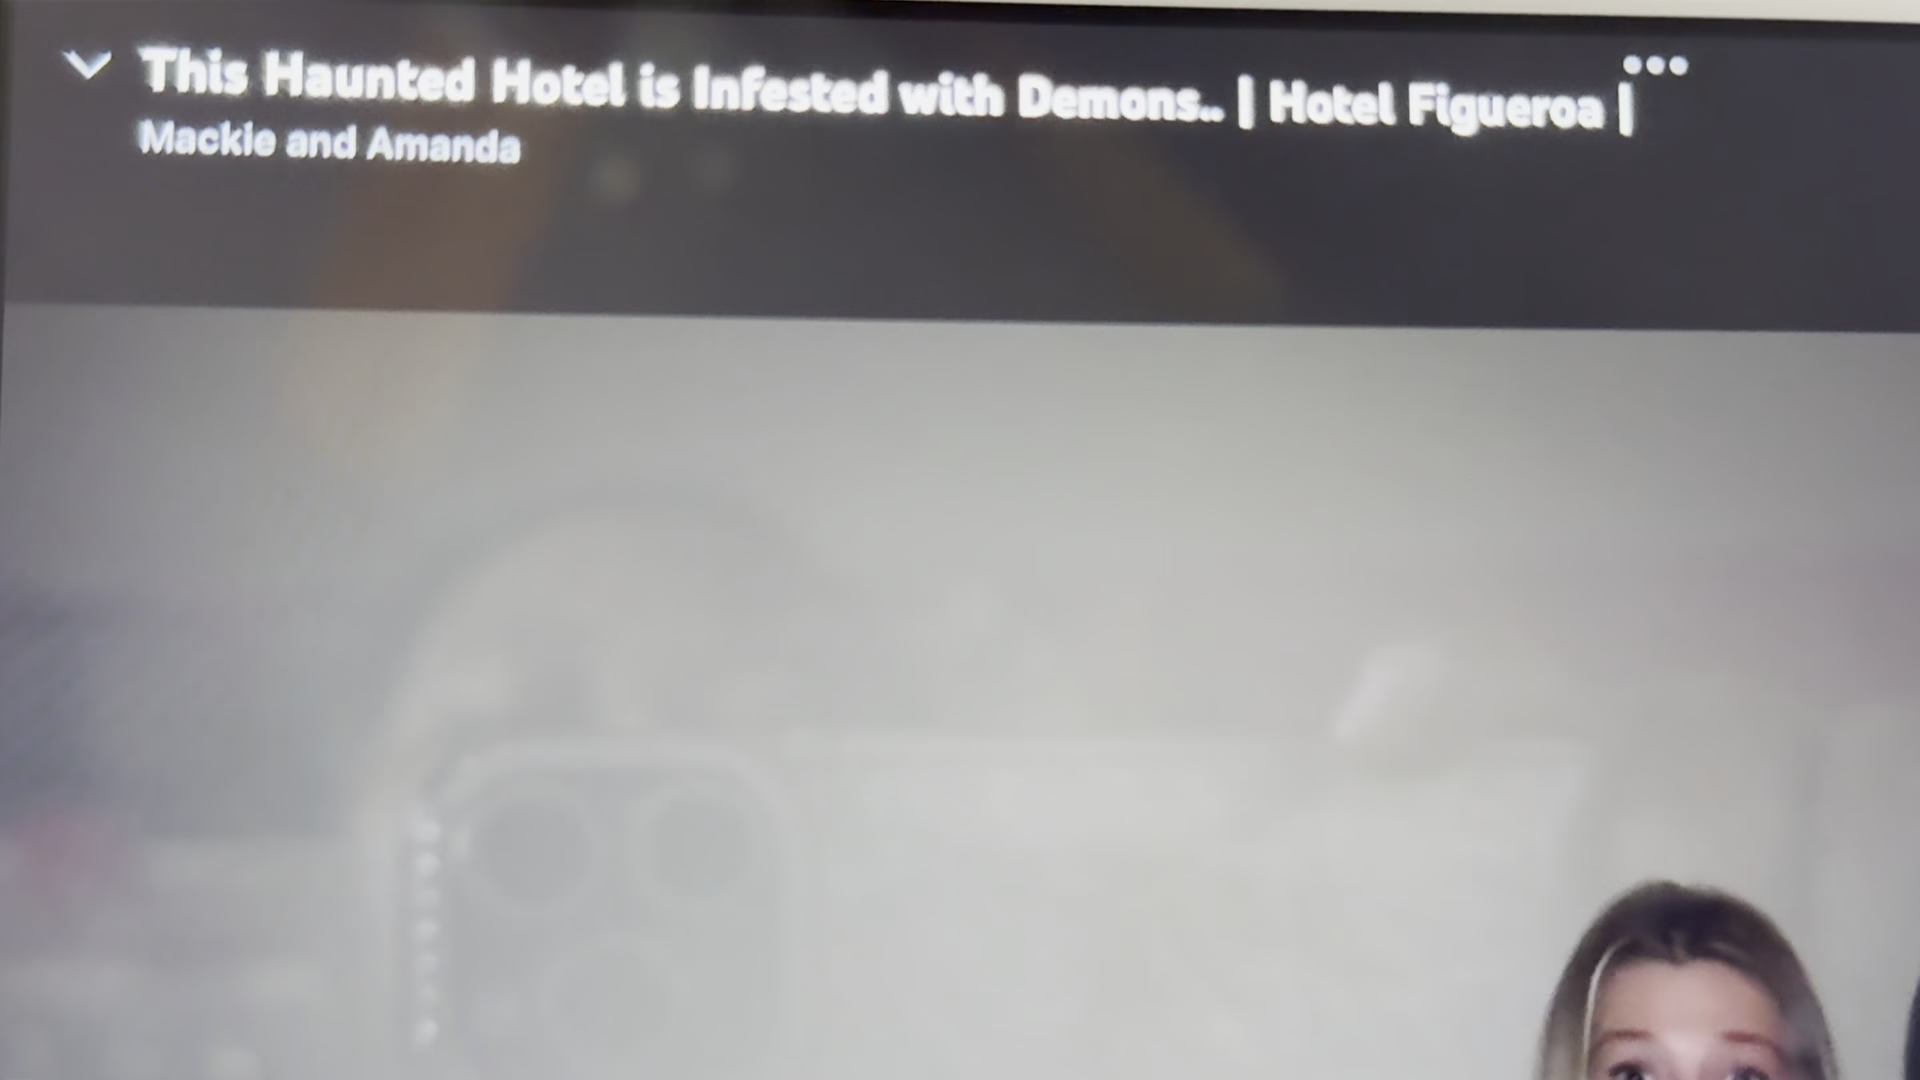 This Haunted Hotel is Infested with Demons.. | Hotel Figueroa |
Mackie and Amanda